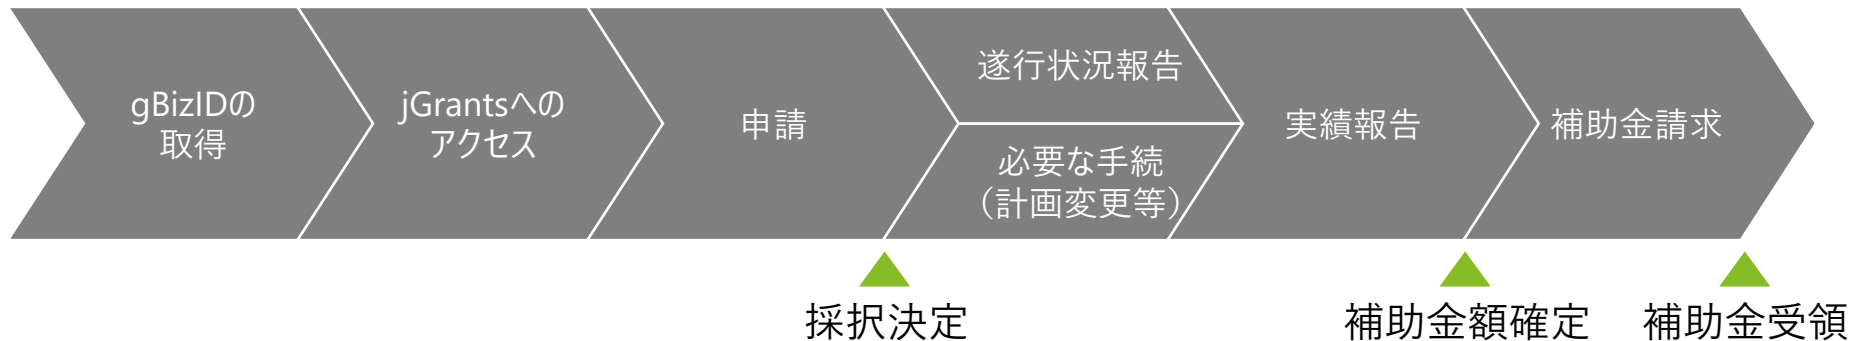 gBizIDの
取得
jGrantsへの
アクセス
申請
遂行状況報告
必要な手続
（計画変更等）
実績報告
補助金請求
採択決定
補助金額確定
補助金受領